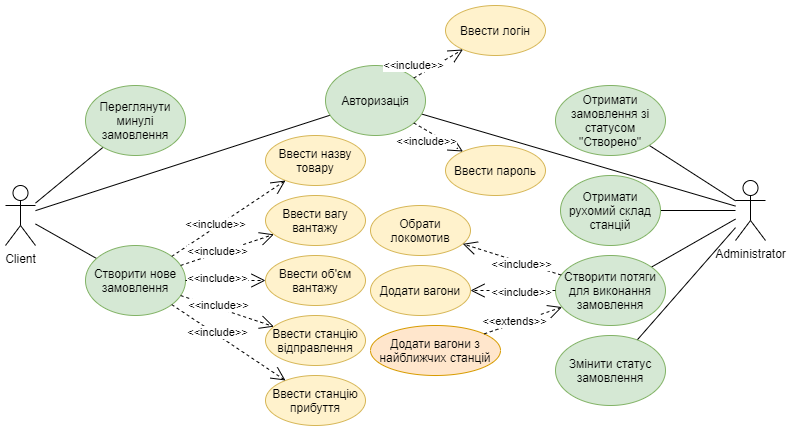 Ввести логін
<<include>>
Авторизація
Переглянути
минулі
замовлення
Отримати
замовлення зі
статусом
"Створено"
<<include>>
Ввести назву
товару
Ввести пароль
Отримати
рухомий склад
станцій
Ввести вагу
вантажу
<<include>>
Обрати
локомотив
Client
Administrator
<<include>>
Створити нове
замовлення
<<include>>
Ввести об'єм
вантажу
<<include>>
Додати вагони
<<include>>
Створити потяги
для виконання
замовлення
<<include>>
<<extends>>
<<include>>
Ввести станцію
відправлення
Додати вагони з
найближчих станцій
Змінити статус
замовлення
Ввести станцію
прибуття